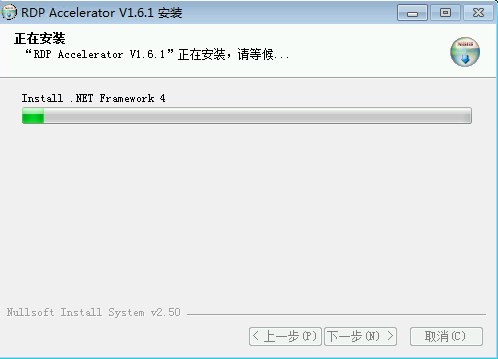 RDP Accelerator V1.6.1 安装
正在安装
“RDP Accelerator V1.6.1”正在安装，请等候...
Install .NET Framework 4
Nullsoft Install System v2.50
< 上一步(P) 下一步(N) > 取消(C)